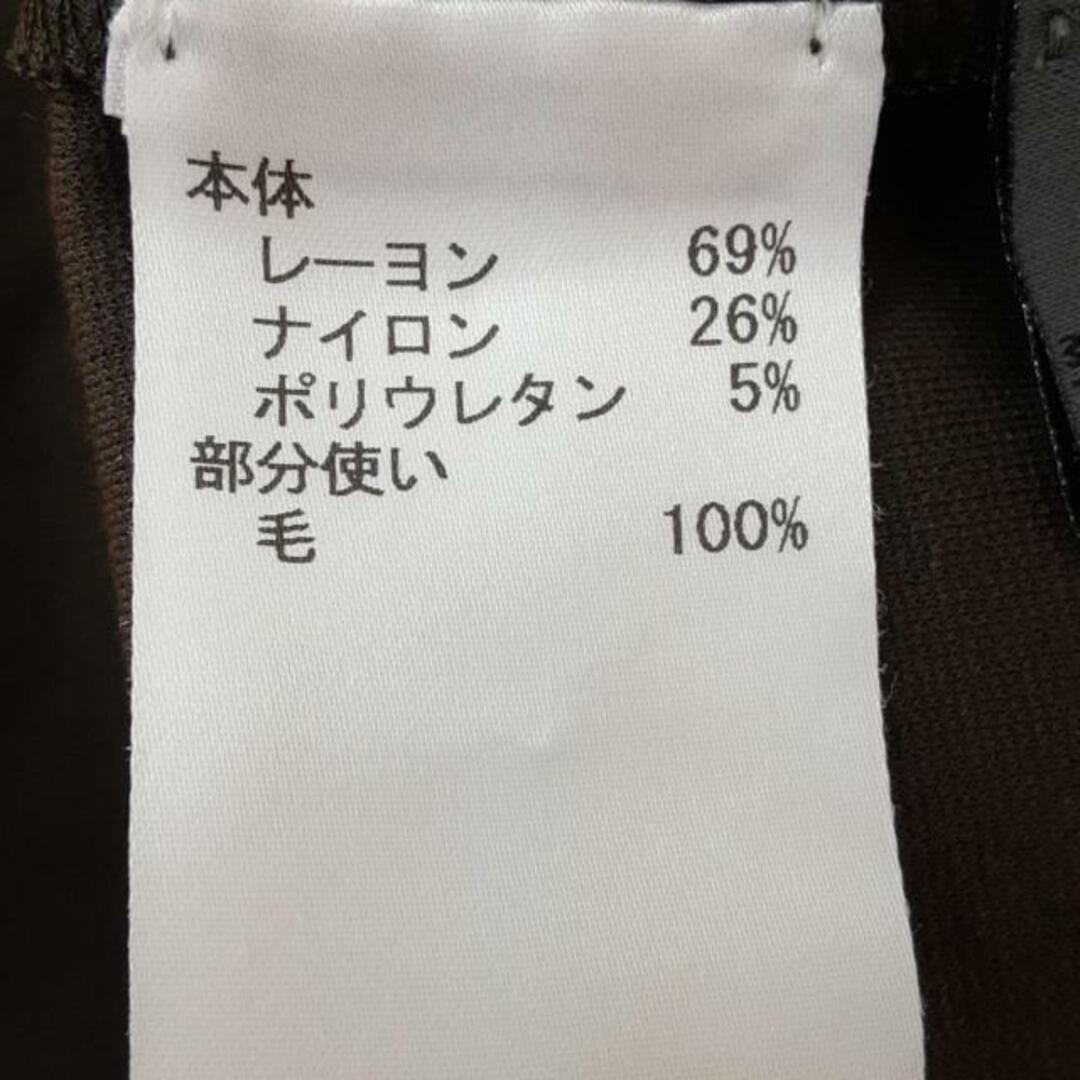 本体
レーヨン 69%
ナイロン 26%
ポリウレタン 5%
部分使い
毛 100%